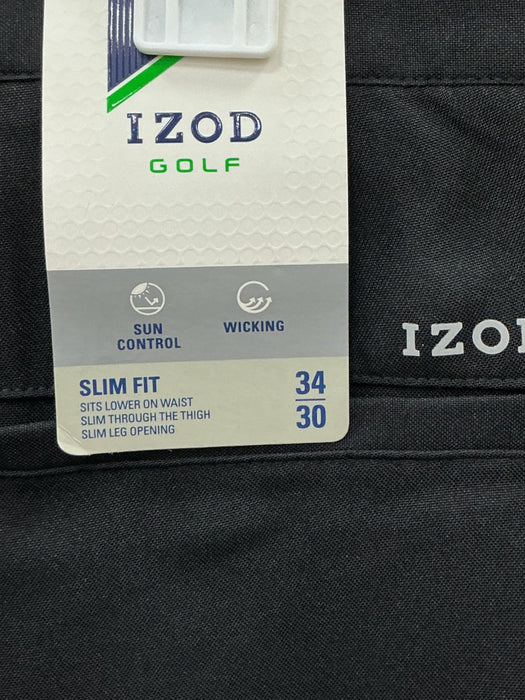 IZOD
GOLF
SUN
CONTROL
WICKING
SLIM FIT
SITS LOWER ON WAIST
SLIM THROUGH THE THIGH
SLIM LEG OPENING
34
30
IZO